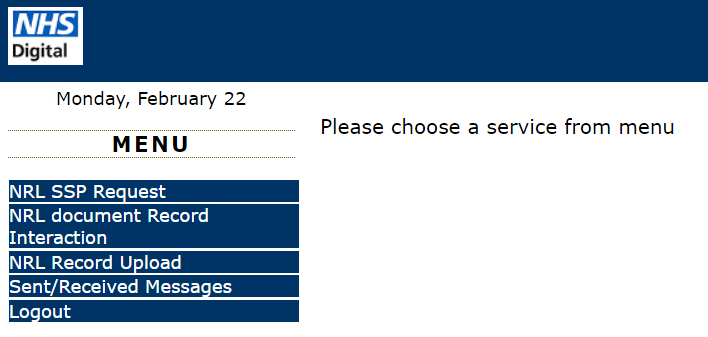 NHS
Digital
Monday, February 22
MENU
Please choose a service from menu
NRL SSP Request
NRL document Record
Interaction
NRL Record Upload
Sent/Received Messages
Logout